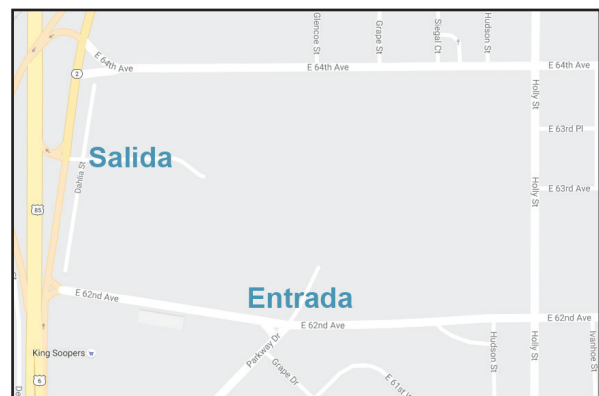 Glencoe St
Grape St
Siegal Ct
Hudson St
E 64th Ave
2
E 64th Ave
E 64th Ave
Holly St
E 63rd Pl
Salida
Dahlia St
Holly St
E 63rd Ave
85
E 62nd Ave
Entrada
E 62nd Ave
E 62nd Ave
Parkway Dr
King Soopers
Grape Dr
Hudson St
Holly St
Ivanhoe St
6
De
E 61st